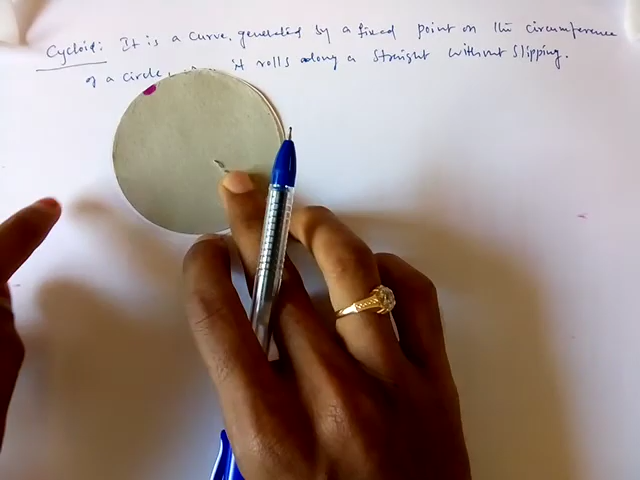 Cycloid: It is a curve, generated by a fixed point on the circumference
of a circle, it rolls along a straight without slipping.